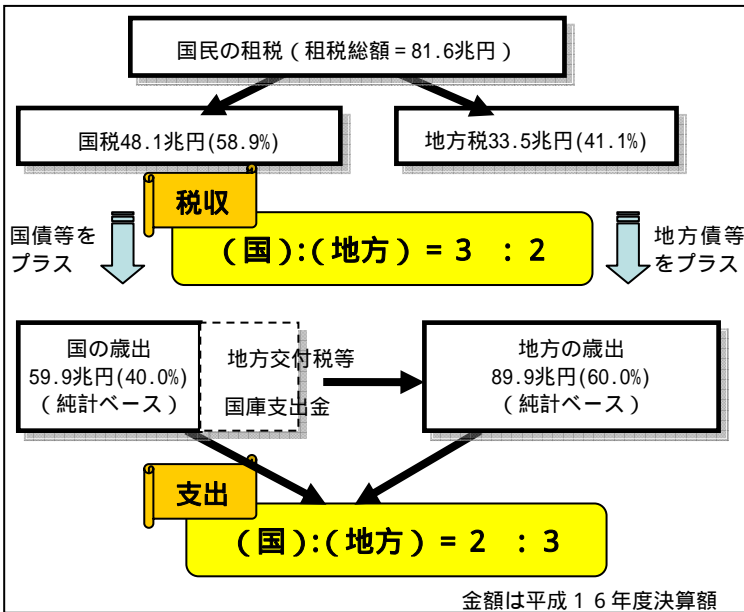 国民の租税（租税総額＝81.6兆円）
国税48.1兆円(58.9%)
地方税33.5兆円(41.1%)
税収
国債等を
プラス
（国）：（地方）＝３　：２
地方債等
をプラス
国の歳出
59.9兆円(40.0%)
（純計ベース）
地方交付税等
国庫支出金
地方の歳出
89.9兆円(60.0%)
（純計ベース）
支出
（国）：（地方）＝２　：３
金額は平成１６年度決算額